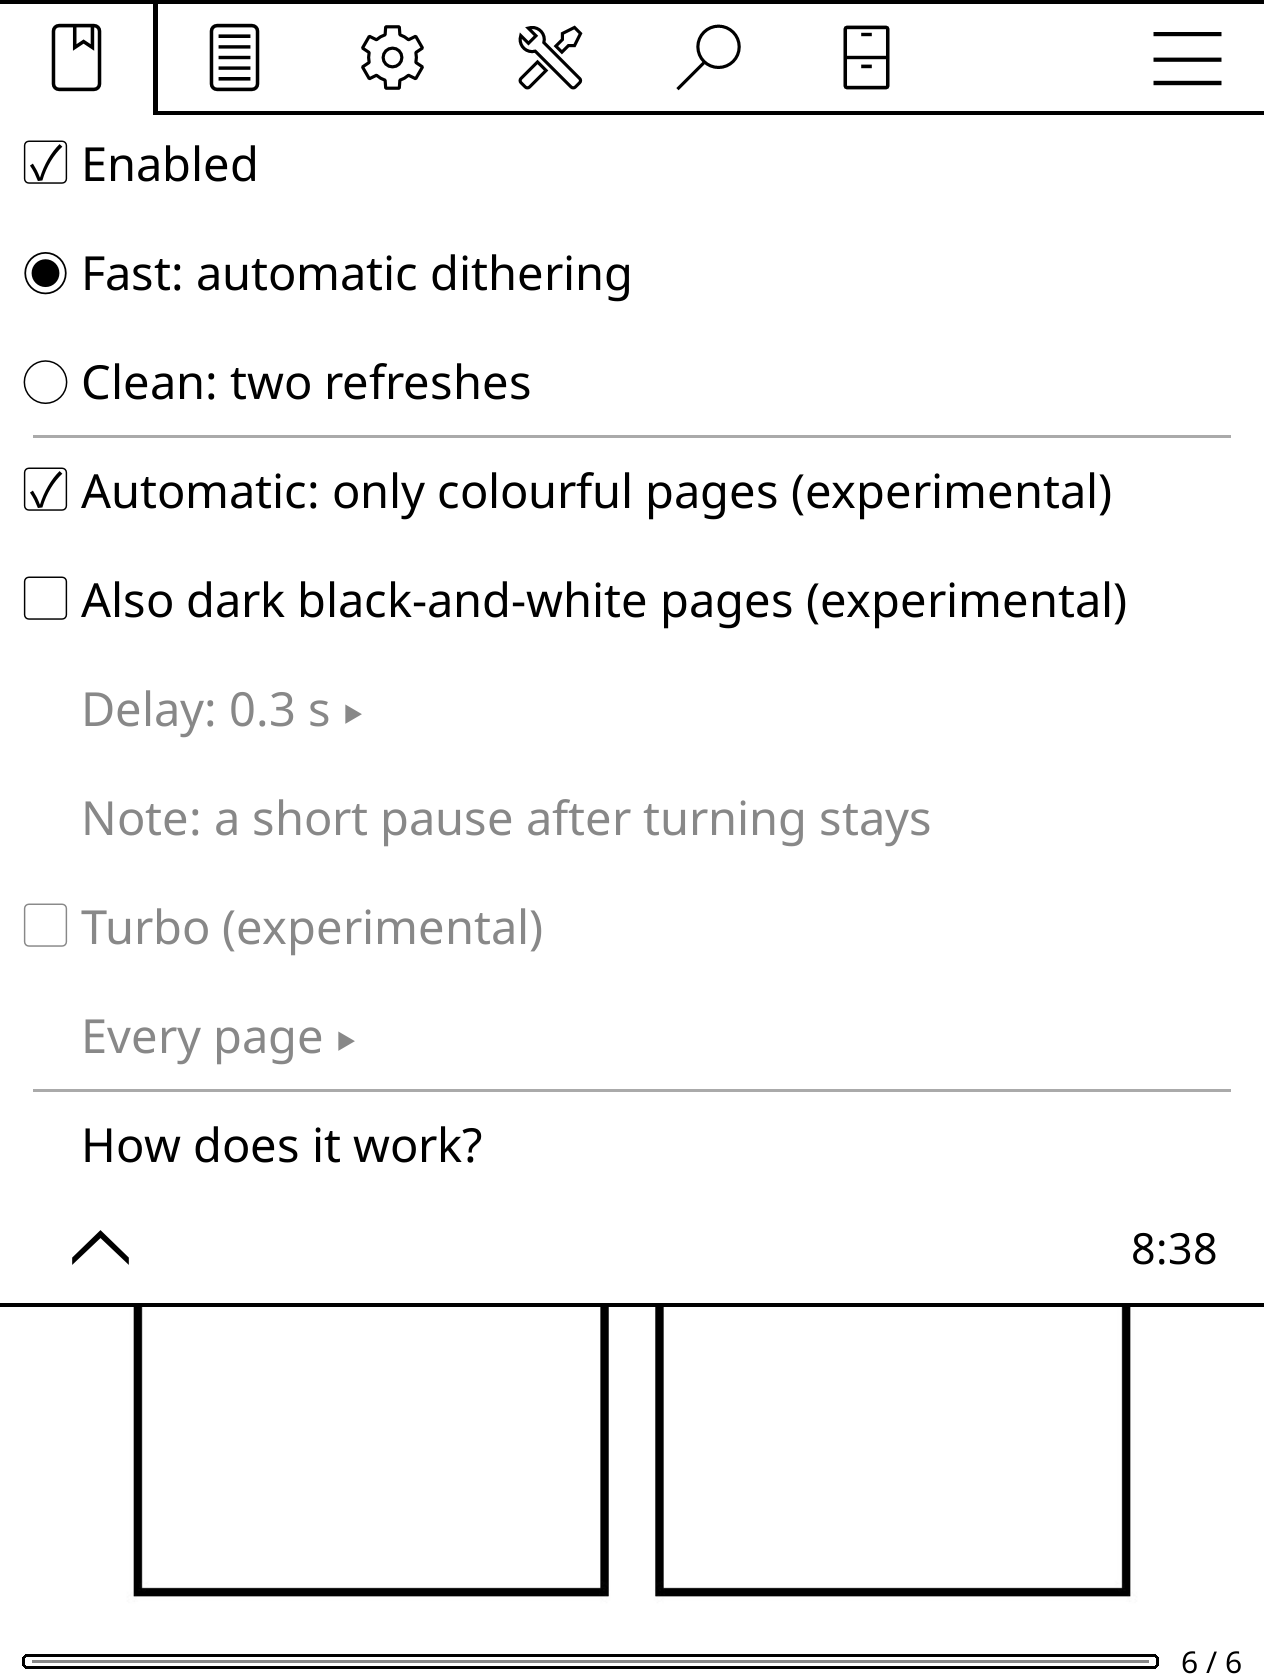 Enabled
Fast: automatic dithering
Clean: two refreshes
Automatic: only colourful pages (experimental)
Also dark black-and-white pages (experimental)
Delay: 0.3 s ▸
Note: a short pause after turning stays
Turbo (experimental)
Every page ▸
How does it work?
8:38
6 / 6